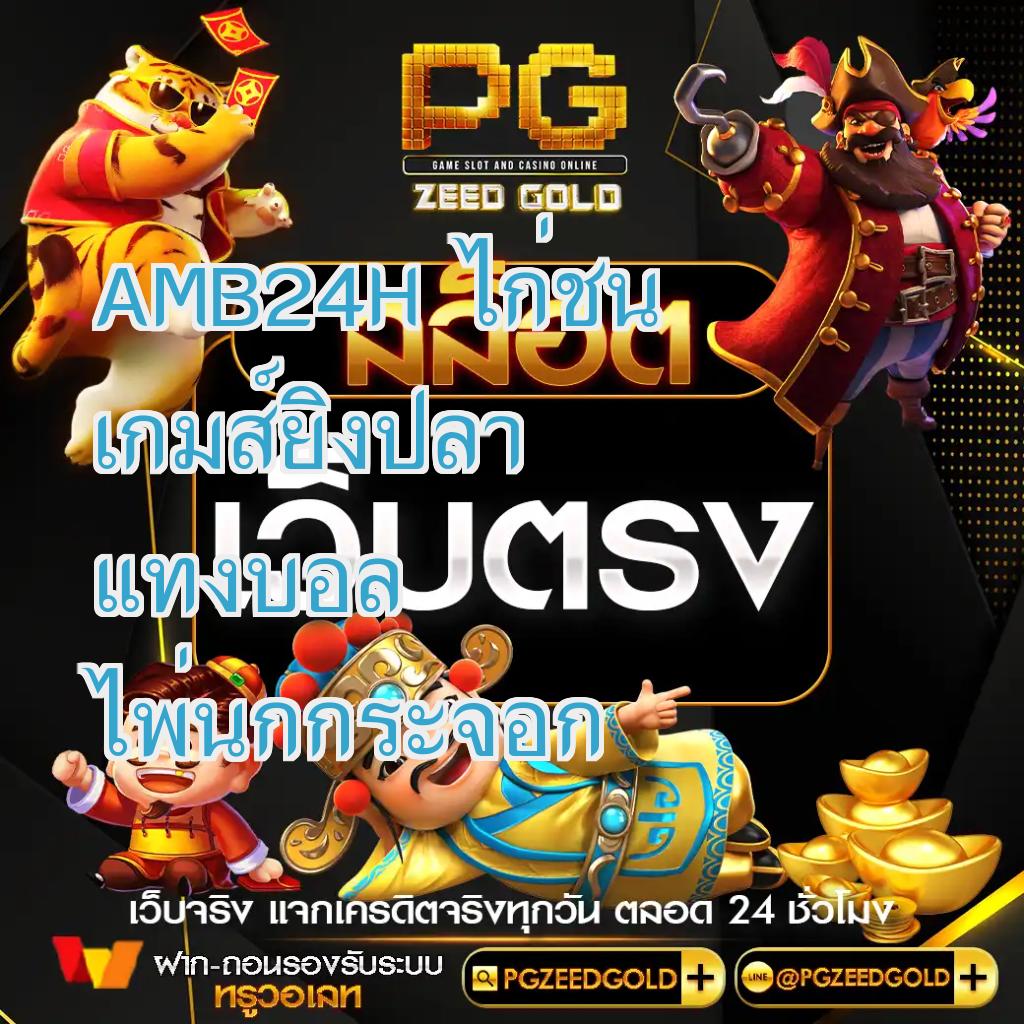 PG
GAME SLOT AND CASINO ONLINE
ZEED GOLD
AMB24H ไก่ชน
สล็อต
เกมส์ยิงปลา
เว็บตรง
แทงบอล
ไพ่นกกระจอก
เว็บจริง แจกเครดิตจริงทุกวัน ตลอด 24 ชั่วโมง
ฝาก-ถอนรองรับระบบ
ทรูวอเลท
PGZEEDGOLD +
LINE @PGZEEDGOLD +